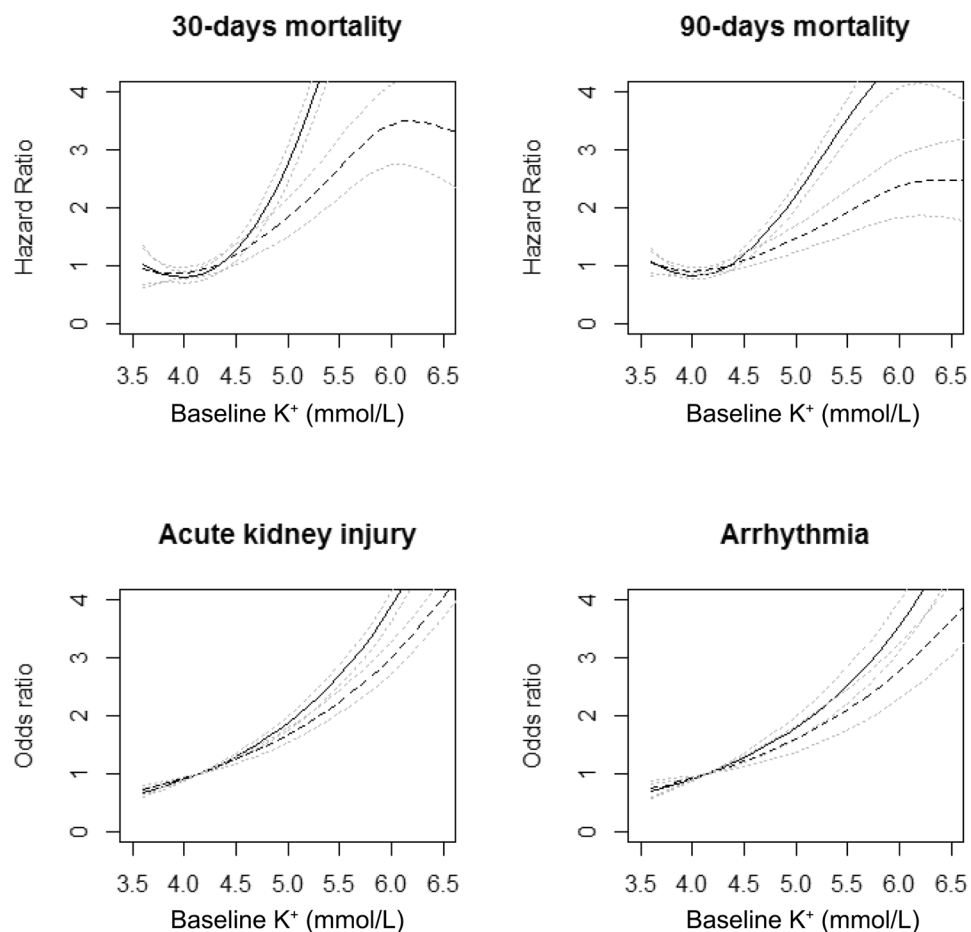 30-days mortality
Hazard Ratio
4
3
2
1
0
3.5 4.0 4.5 5.0 5.5 6.0 6.5
Baseline K⁺ (mmol/L)
90-days mortality
Hazard Ratio
4
3
2
1
0
3.5 4.0 4.5 5.0 5.5 6.0 6.5
Baseline K⁺ (mmol/L)
Acute kidney injury
Odds ratio
4
3
2
1
0
3.5 4.0 4.5 5.0 5.5 6.0 6.5
Baseline K⁺ (mmol/L)
Arrhythmia
Odds ratio
4
3
2
1
0
3.5 4.0 4.5 5.0 5.5 6.0 6.5
Baseline K⁺ (mmol/L)